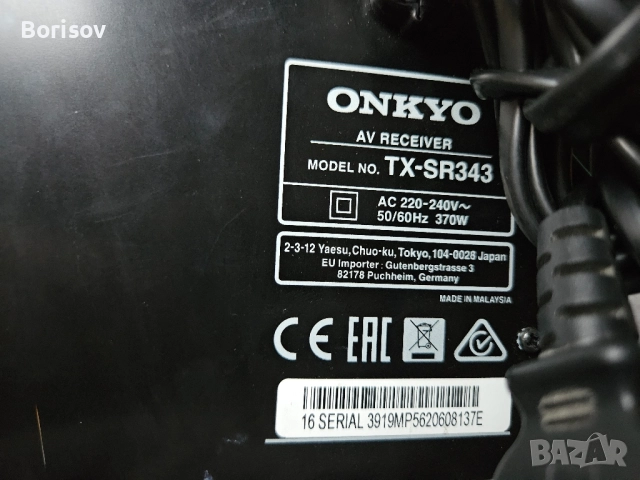 Borisov
ONKYO
AV RECEIVER
MODEL NO. TX-SR343
AC 220-240V~
50/60Hz 370W
2-3-12 Yaesu, Chuo-ku, Tokyo, 104-0028 Japan
EU Importer : Gutenbergstrasse 3
82178 Puchheim, Germany
MADE IN MALAYSIA
CE EAC
16 SERIAL 3919MP5620608137E
BAZAR